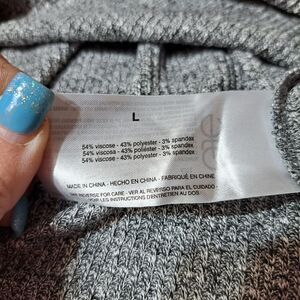 L
54% viscose - 43% polyester - 3% spandex
54% viscosa - 43% poliéster - 3% spandex
54% viscose - 43% polyester - 3% spandex
MADE IN CHINA - HECHO EN CHINA - FABRIQUÉ EN CHINE
SEE REVERSE FOR CARE - VER AL REVERSO PARA EL CUIDADO
VOIR LES INSTRUCTIONS D'ENTRETIEN AU DOS